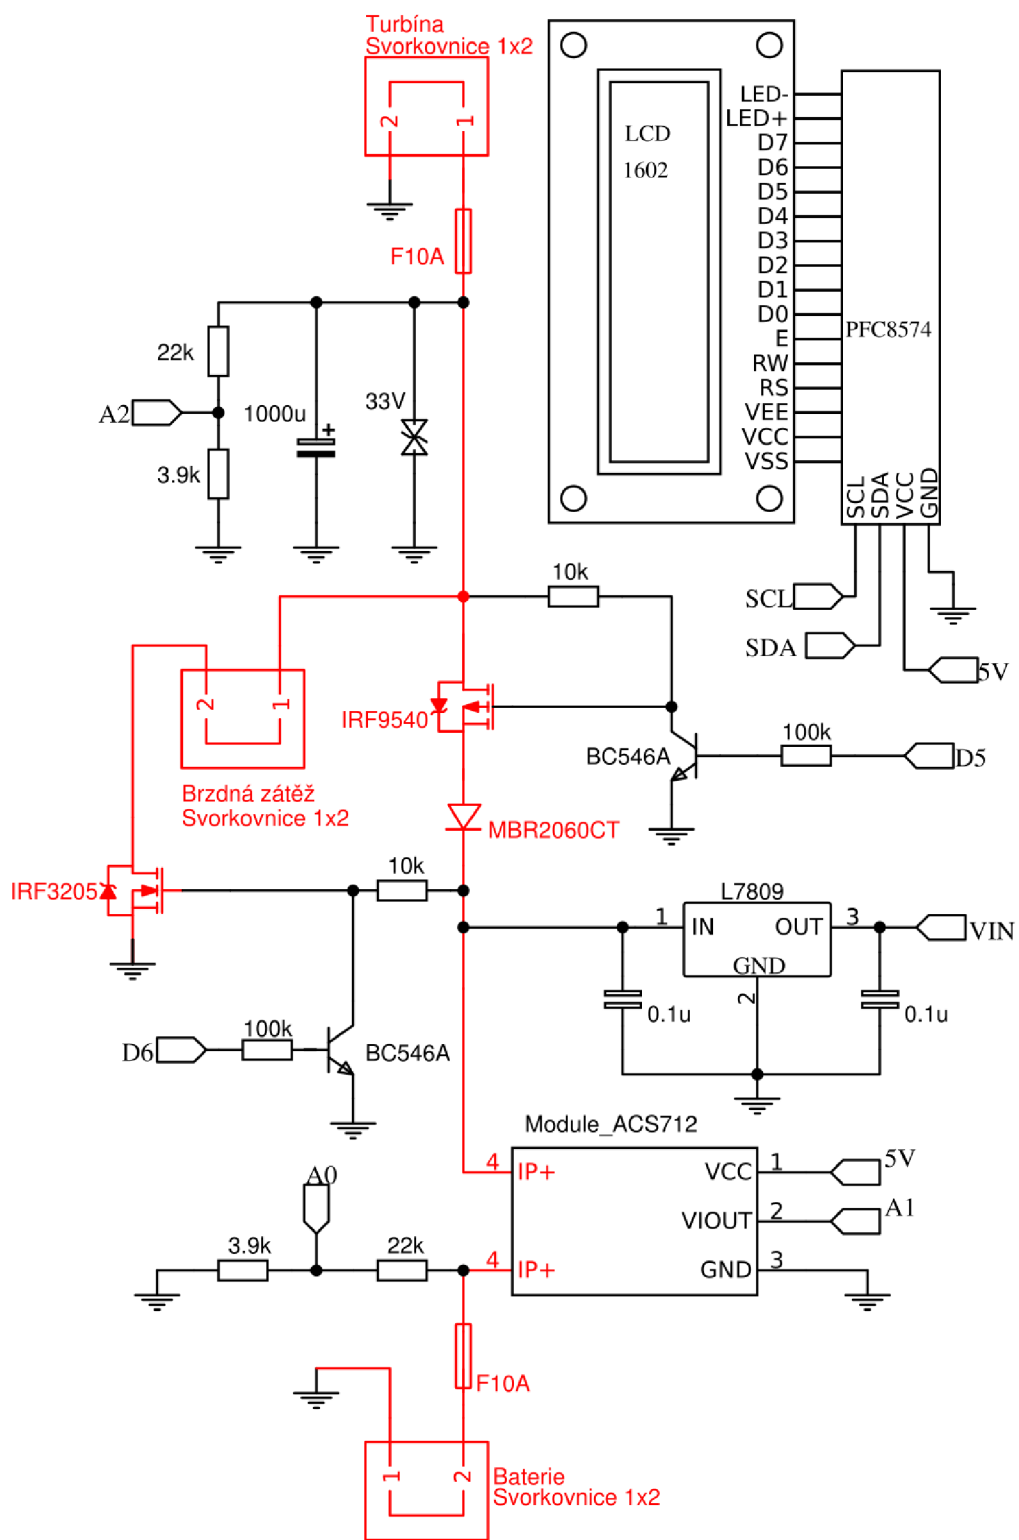 Turbína
Svorkovnice 1x2
2
1
F10A
22k
A2
3.9k
1000u
+
33V
LCD
1602
LED-
LED+
D7
D6
D5
D4
D3
D2
D1
D0
E
RW
RS
VEE
VCC
VSS
PFC8574
SCL
SDA
VCC
GND
SCL
SDA
5V
10k
2
1
IRF9540
BC546A
100k
D5
Brzdná zátěž
Svorkovnice 1x2
MBR2060CT
IRF3205
10k
L7809
1
IN
OUT
3
VIN
GND
2
0.1u
0.1u
D6
100k
BC546A
Module_ACS712
4
IP+
VCC
1
5V
A0
VIOUT
2
A1
3.9k
22k
4
IP+
GND
3
F10A
1
2
Baterie
Svorkovnice 1x2